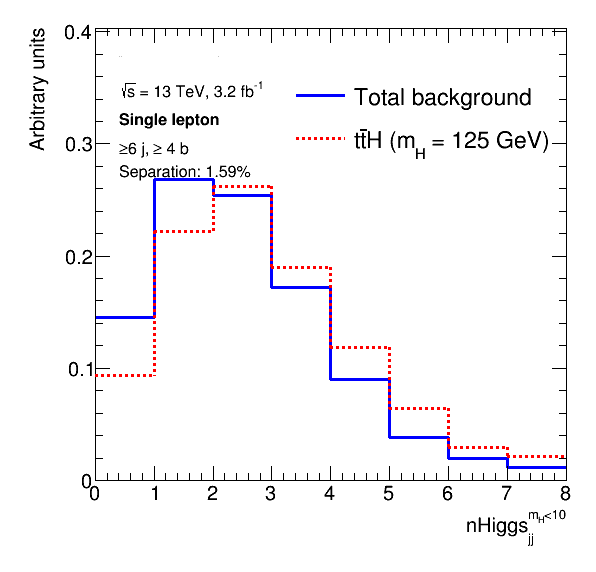 0.4
0.3
0.2
0.1
0
Arbitrary units
√s = 13 TeV, 3.2 fb⁻¹
Single lepton
≥6 j, ≥ 4 b
Separation: 1.59%
Total background
tt̄H (m_H = 125 GeV)
0 1 2 3 4 5 6 7 8
nHiggs_jj^{m_H<10}